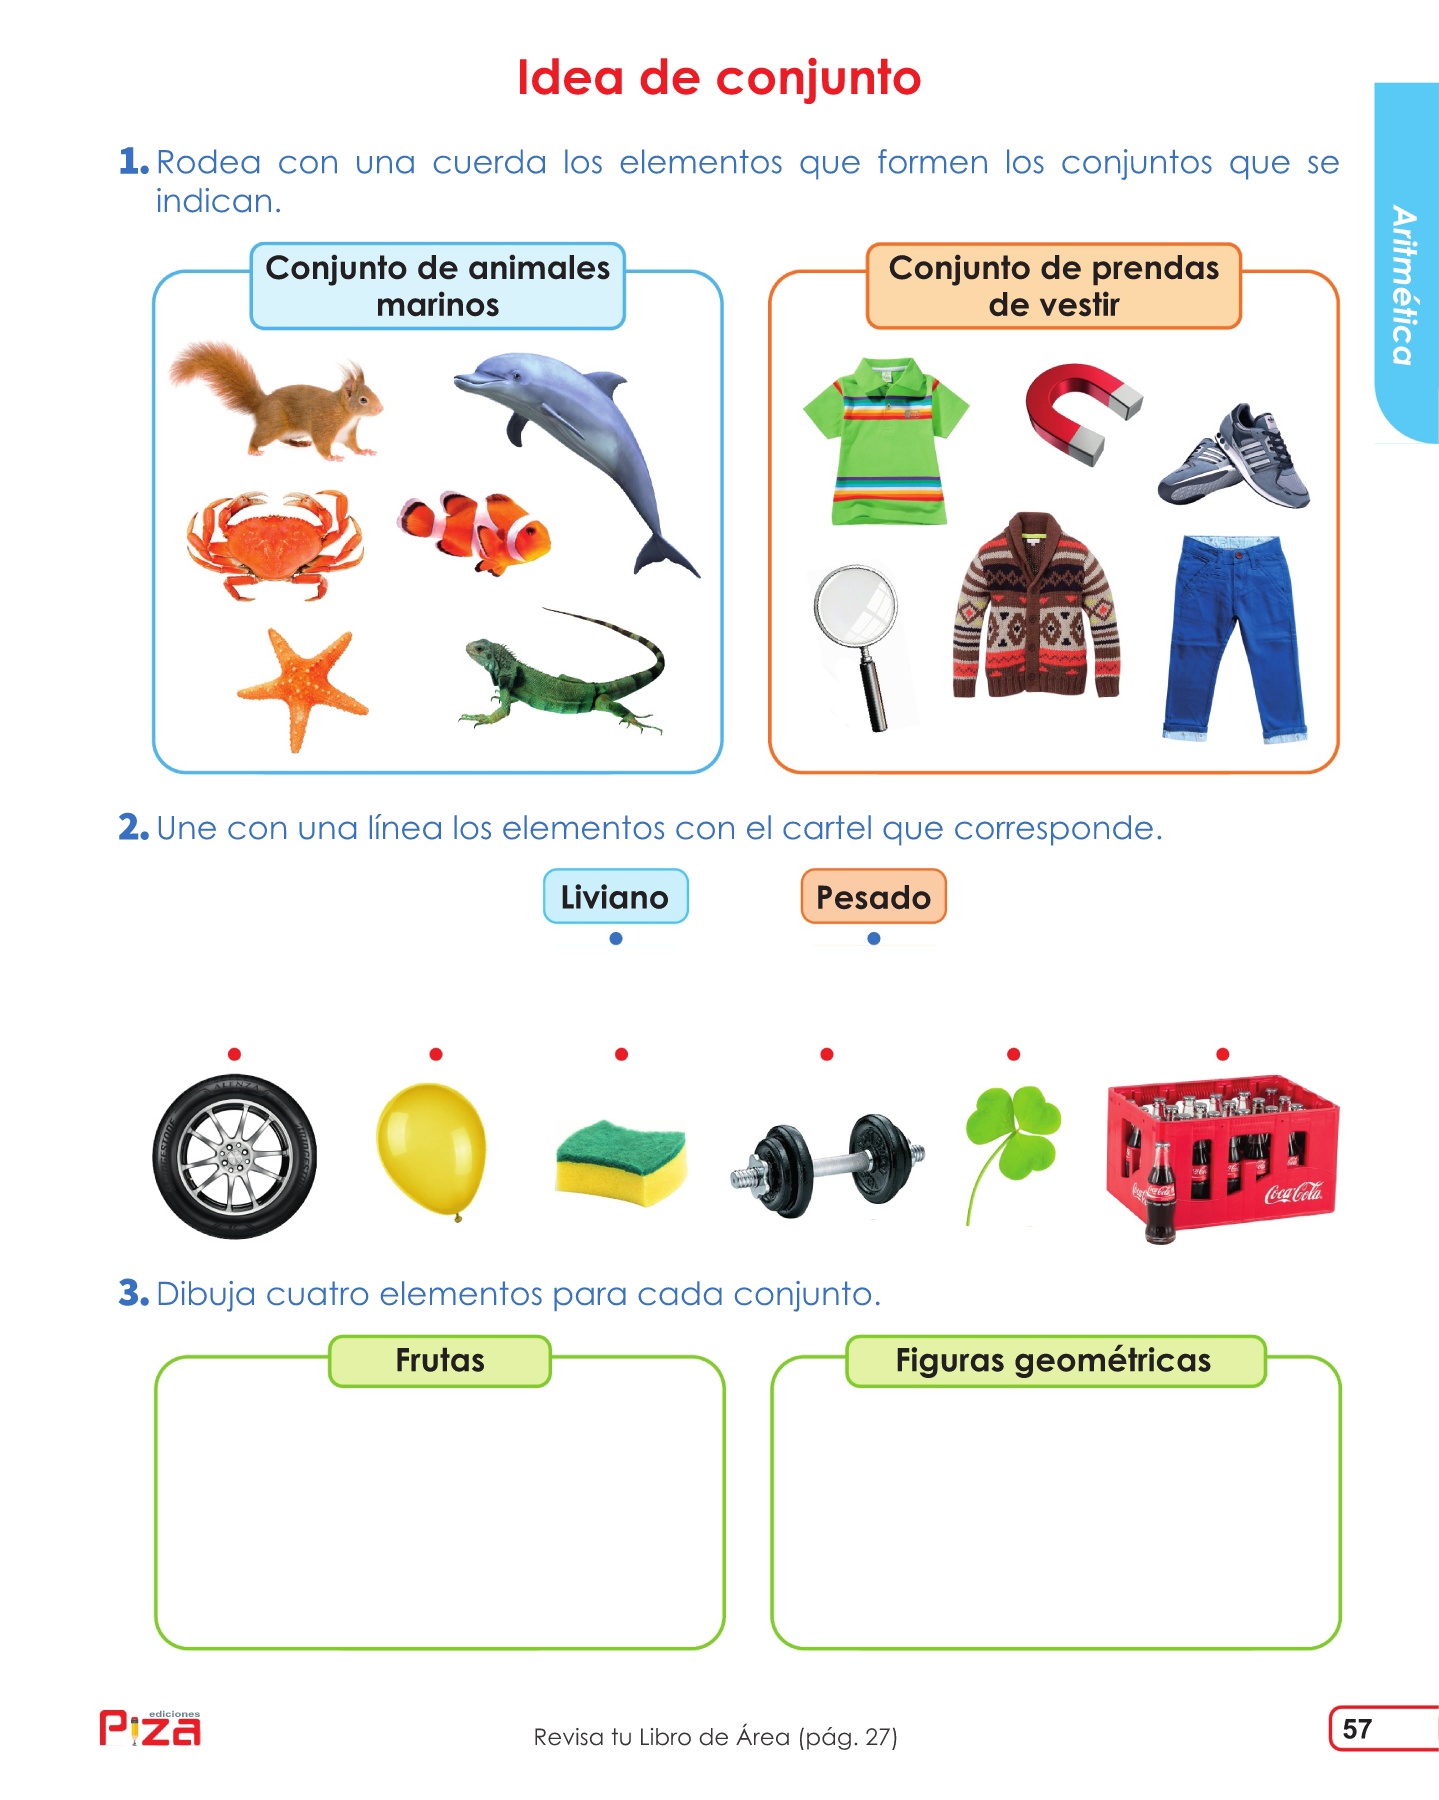 Idea de conjunto
Aritmética
1. Rodea con una cuerda los elementos que formen los conjuntos que se
indican.
Conjunto de animales
marinos
Conjunto de prendas
de vestir
2. Une con una línea los elementos con el cartel que corresponde.
Liviano
Pesado
ALENZA
Coca-Cola
Coca-Cola
3. Dibuja cuatro elementos para cada conjunto.
Frutas
Figuras geométricas
ediciones
Piza
Revisa tu Libro de Área (pág. 27)
57